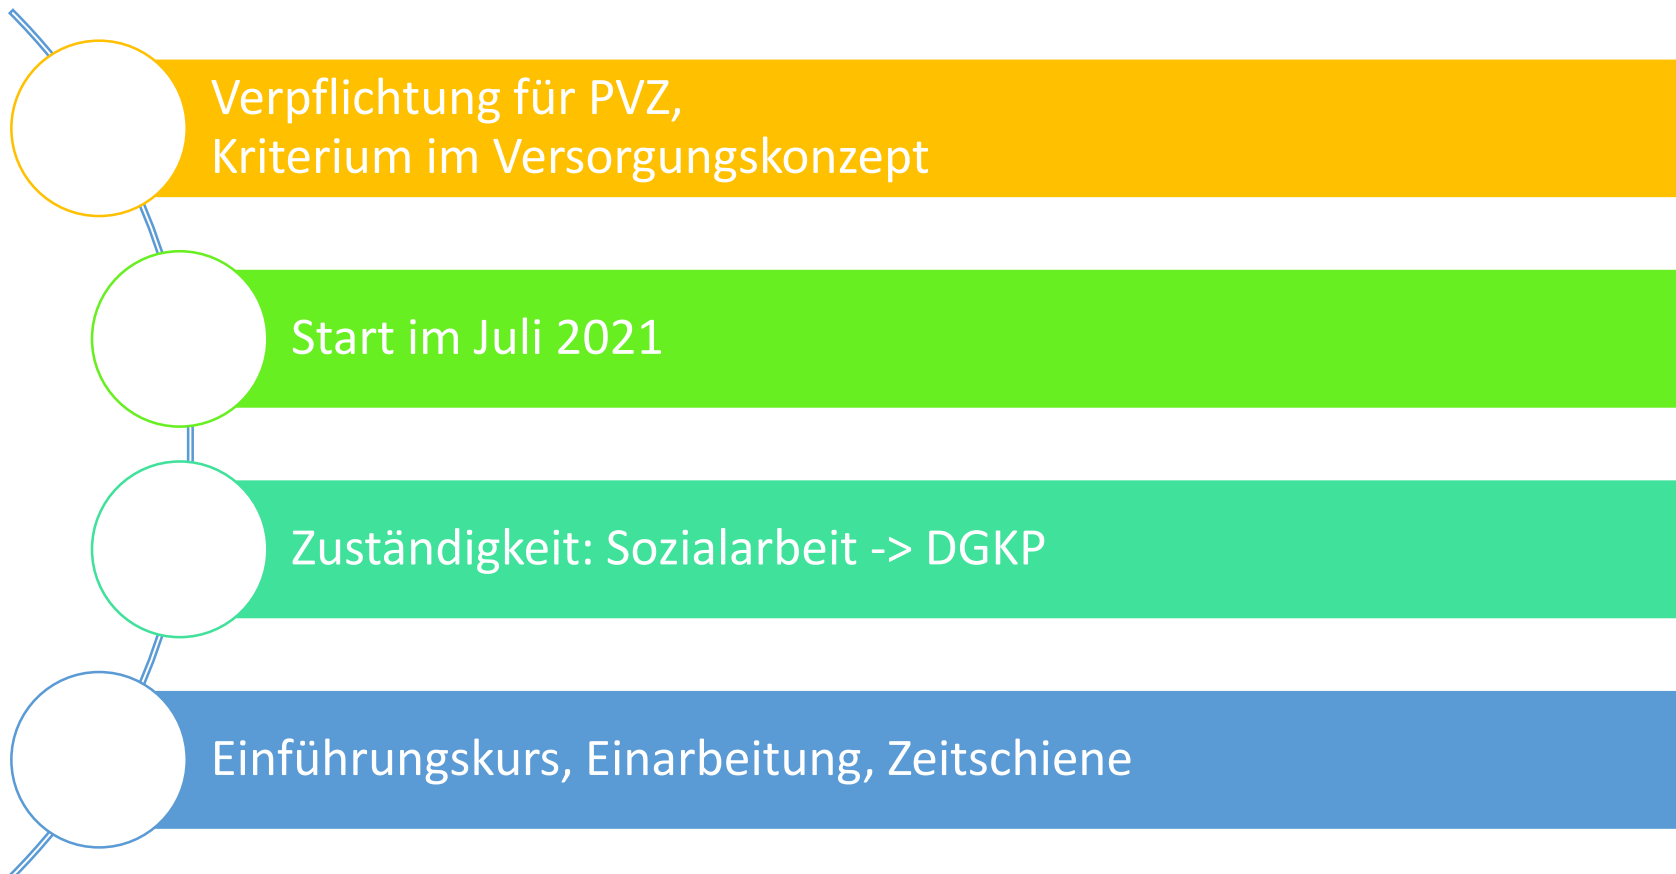 Verpflichtung für PVZ,
Kriterium im Versorgungskonzept
Start im Juli 2021
Zuständigkeit: Sozialarbeit -> DGKP
Einführungskurs, Einarbeitung, Zeitschiene